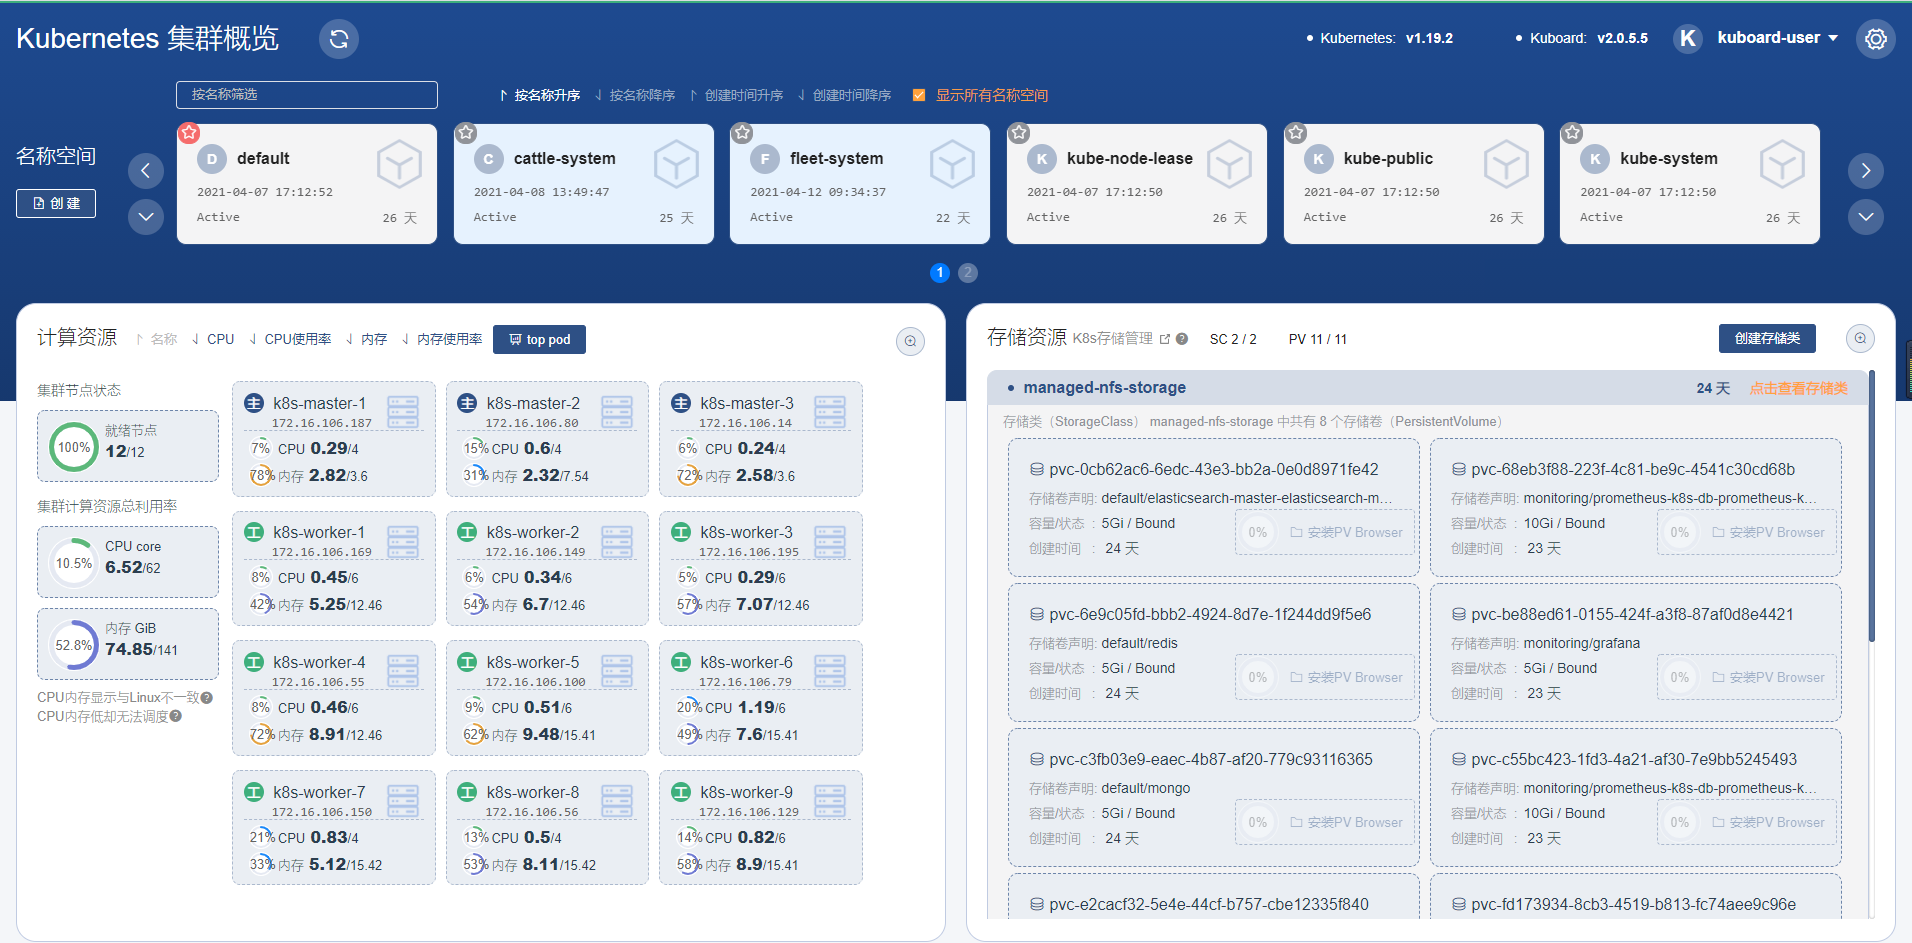 Kubernetes 集群概览
Kubernetes: v1.19.2
Kuboard: v2.0.5.5
K kuboard-user
按名称筛选
按名称升序 按名称降序 创建时间升序 创建时间降序 显示所有名称空间
名称空间
创 建
D default
2021-04-07 17:12:52
Active 26 天
C cattle-system
2021-04-08 13:49:47
Active 25 天
F fleet-system
2021-04-12 09:34:37
Active 22 天
K kube-node-lease
2021-04-07 17:12:50
Active 26 天
K kube-public
2021-04-07 17:12:50
Active 26 天
K kube-system
2021-04-07 17:12:50
Active 26 天
1 2
计算资源 名称 CPU CPU使用率 内存 内存使用率 top pod
集群节点状态
100% 就绪节点
12/12
集群计算资源总利用率
10.5% CPU core
6.52/62
52.8% 内存 GiB
74.85/141
CPU内存显示与Linux不一致
CPU内存低却无法调度
主 k8s-master-1
172.16.106.187
7% CPU 0.29/4
78% 内存 2.82/3.6
主 k8s-master-2
172.16.106.80
15% CPU 0.6/4
31% 内存 2.32/7.54
主 k8s-master-3
172.16.106.14
6% CPU 0.24/4
72% 内存 2.58/3.6
工 k8s-worker-1
172.16.106.169
8% CPU 0.45/6
42% 内存 5.25/12.46
工 k8s-worker-2
172.16.106.149
6% CPU 0.34/6
54% 内存 6.7/12.46
工 k8s-worker-3
172.16.106.195
5% CPU 0.29/6
57% 内存 7.07/12.46
工 k8s-worker-4
172.16.106.55
8% CPU 0.46/6
72% 内存 8.91/12.46
工 k8s-worker-5
172.16.106.100
9% CPU 0.51/6
62% 内存 9.48/15.41
工 k8s-worker-6
172.16.106.79
20% CPU 1.19/6
49% 内存 7.6/15.41
工 k8s-worker-7
172.16.106.150
21% CPU 0.83/4
33% 内存 5.12/15.42
工 k8s-worker-8
172.16.106.56
13% CPU 0.5/4
53% 内存 8.11/15.42
工 k8s-worker-9
172.16.106.129
14% CPU 0.82/6
58% 内存 8.9/15.41
存储资源 K8s存储管理 SC 2 / 2 PV 11 / 11 创建存储类
managed-nfs-storage 24 天 点击查看存储类
存储类（StorageClass） managed-nfs-storage 中共有 8 个存储卷（PersistentVolume）
pvc-0cb62ac6-6edc-43e3-bb2a-0e0d8971fe42
存储卷声明: default/elasticsearch-master-elasticsearch-m...
容量/状态 : 5Gi / Bound
0% 安装PV Browser
创建时间 : 24 天
pvc-68eb3f88-223f-4c81-be9c-4541c30cd68b
存储卷声明: monitoring/prometheus-k8s-db-prometheus-k...
容量/状态 : 10Gi / Bound
0% 安装PV Browser
创建时间 : 23 天
pvc-6e9c05fd-bbb2-4924-8d7e-1f244dd9f5e6
存储卷声明: default/redis
容量/状态 : 5Gi / Bound
0% 安装PV Browser
创建时间 : 24 天
pvc-be88ed61-0155-424f-a3f8-87af0d8e4421
存储卷声明: monitoring/grafana
容量/状态 : 5Gi / Bound
0% 安装PV Browser
创建时间 : 23 天
pvc-c3fb03e9-eaec-4b87-af20-779c93116365
存储卷声明: default/mongo
容量/状态 : 5Gi / Bound
0% 安装PV Browser
创建时间 : 24 天
pvc-c55bc423-1fd3-4a21-af30-7e9bb5245493
存储卷声明: monitoring/prometheus-k8s-db-prometheus-k...
容量/状态 : 10Gi / Bound
0% 安装PV Browser
创建时间 : 23 天
pvc-e2cacf32-5e4e-44cf-b757-cbe12335f840
pvc-fd173934-8cb3-4519-b813-fc74aee9c96e